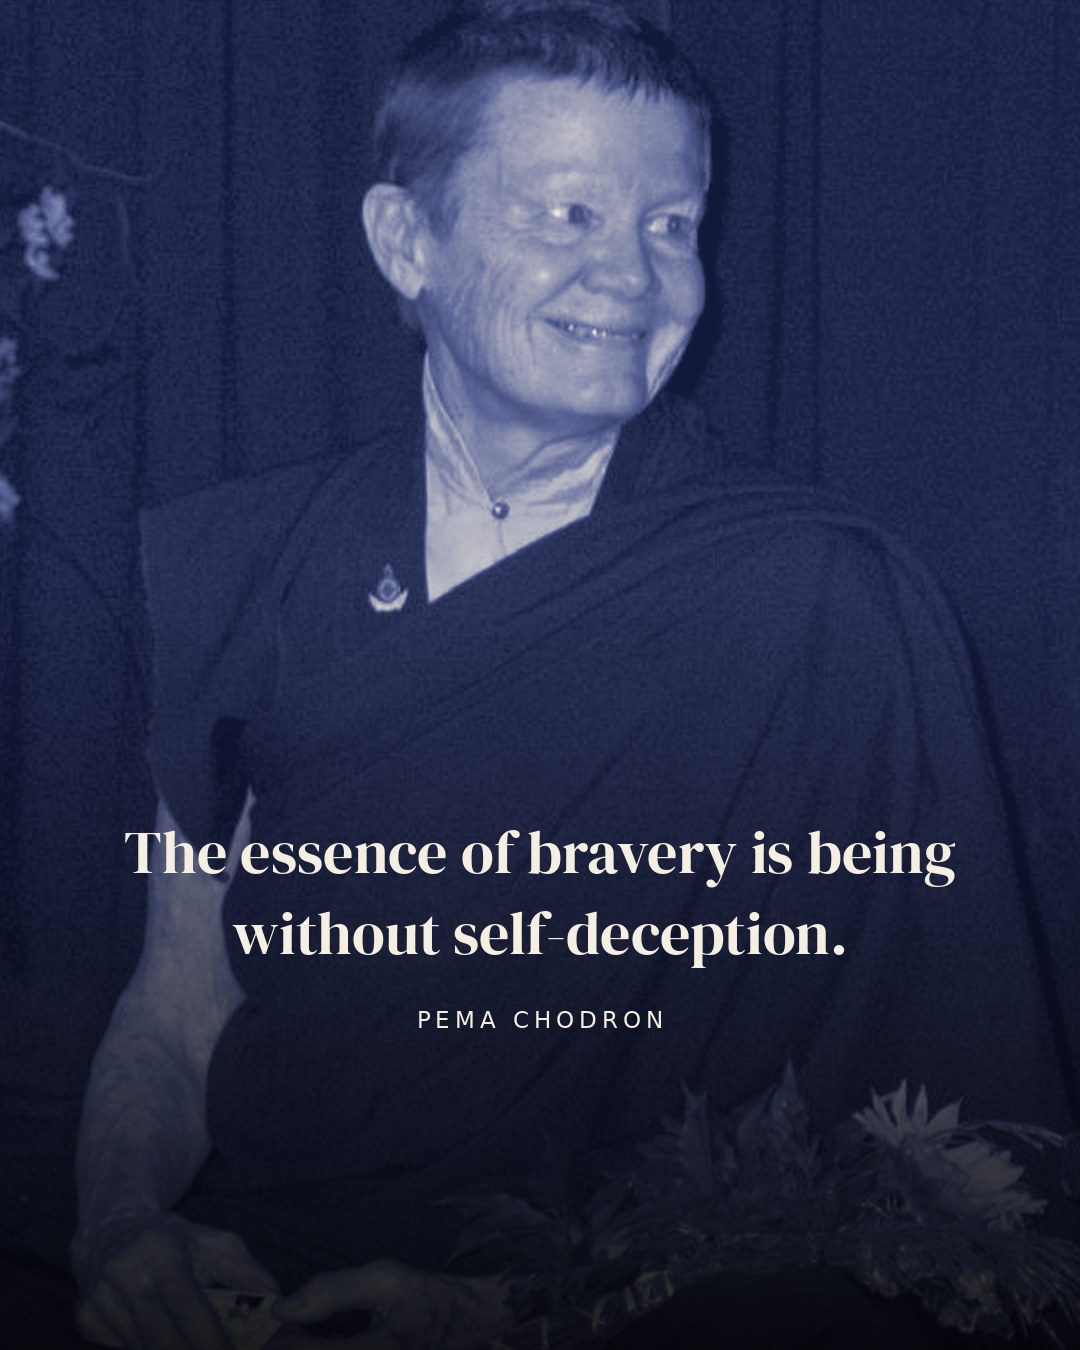 The essence of bravery is being
without self-deception.
PEMA CHODRON